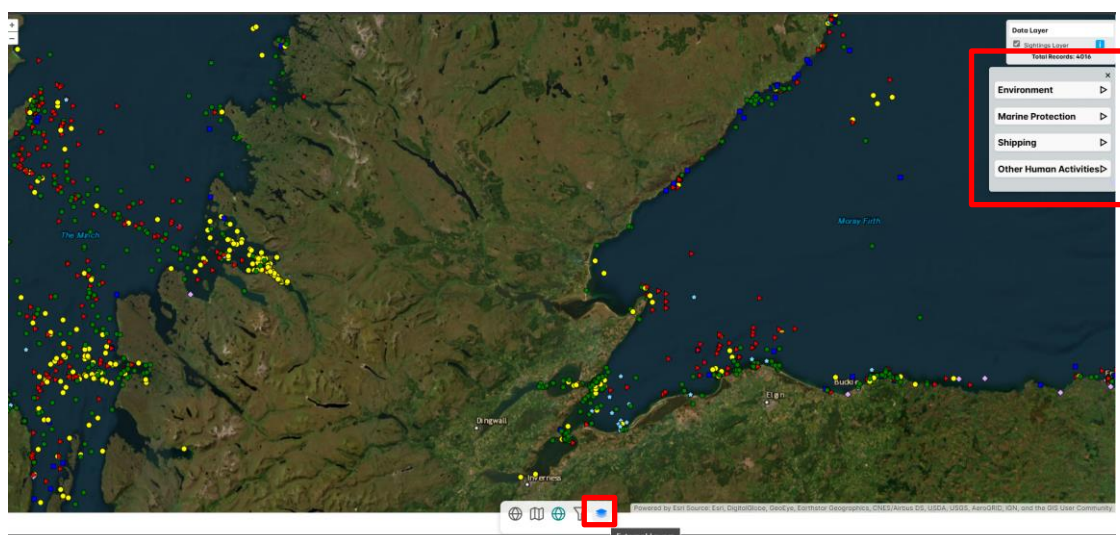 +
−
Data Layer
Sightings Layer i
Total Records: 4016
×
Environment
Marine Protection
Shipping
Other Human Activities
The Minch
Moray Firth
Buckie
Elgin
Dingwall
Inverness
Powered by Esri Source: Esri, DigitalGlobe, GeoEye, Earthstar Geographics, CNES/Airbus DS, USDA, USGS, AeroGRID, IGN, and the GIS User Community